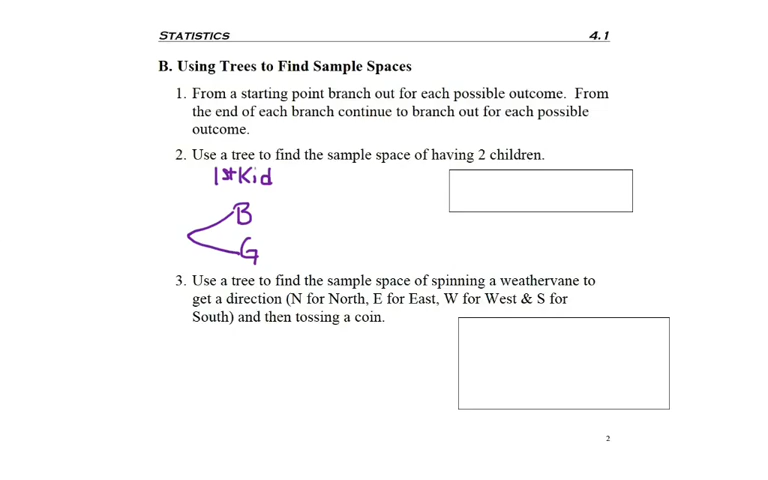 STATISTICS 4.1
B. Using Trees to Find Sample Spaces
1. From a starting point branch out for each possible outcome. From
the end of each branch continue to branch out for each possible
outcome.
2. Use a tree to find the sample space of having 2 children.
1st Kid
B
G
3. Use a tree to find the sample space of spinning a weathervane to
get a direction (N for North, E for East, W for West & S for
South) and then tossing a coin.
2